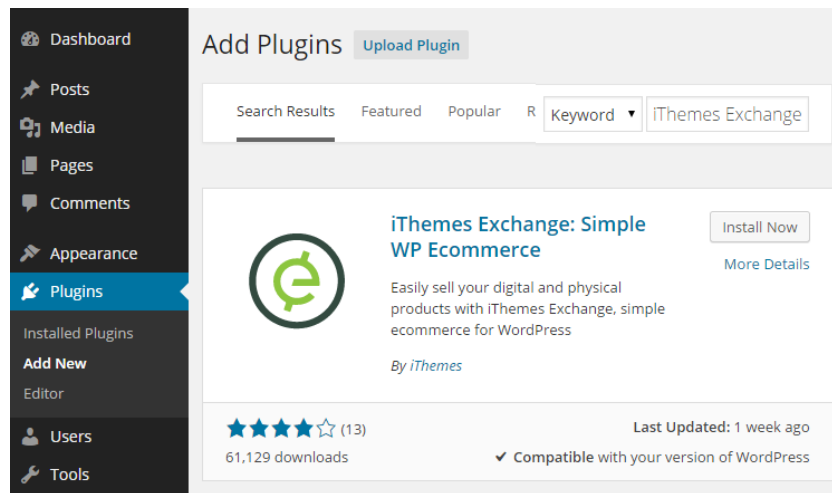 Dashboard
Posts
Media
Pages
Comments
Appearance
Plugins
Installed Plugins
Add New
Editor
Users
Tools
Add Plugins Upload Plugin
Search Results Featured Popular R Keyword iThemes Exchange
iThemes Exchange: Simple
WP Ecommerce
Install Now
More Details
Easily sell your digital and physical
products with iThemes Exchange, simple
ecommerce for WordPress
By iThemes
(13)
61,129 downloads
Last Updated: 1 week ago
✔ Compatible with your version of WordPress